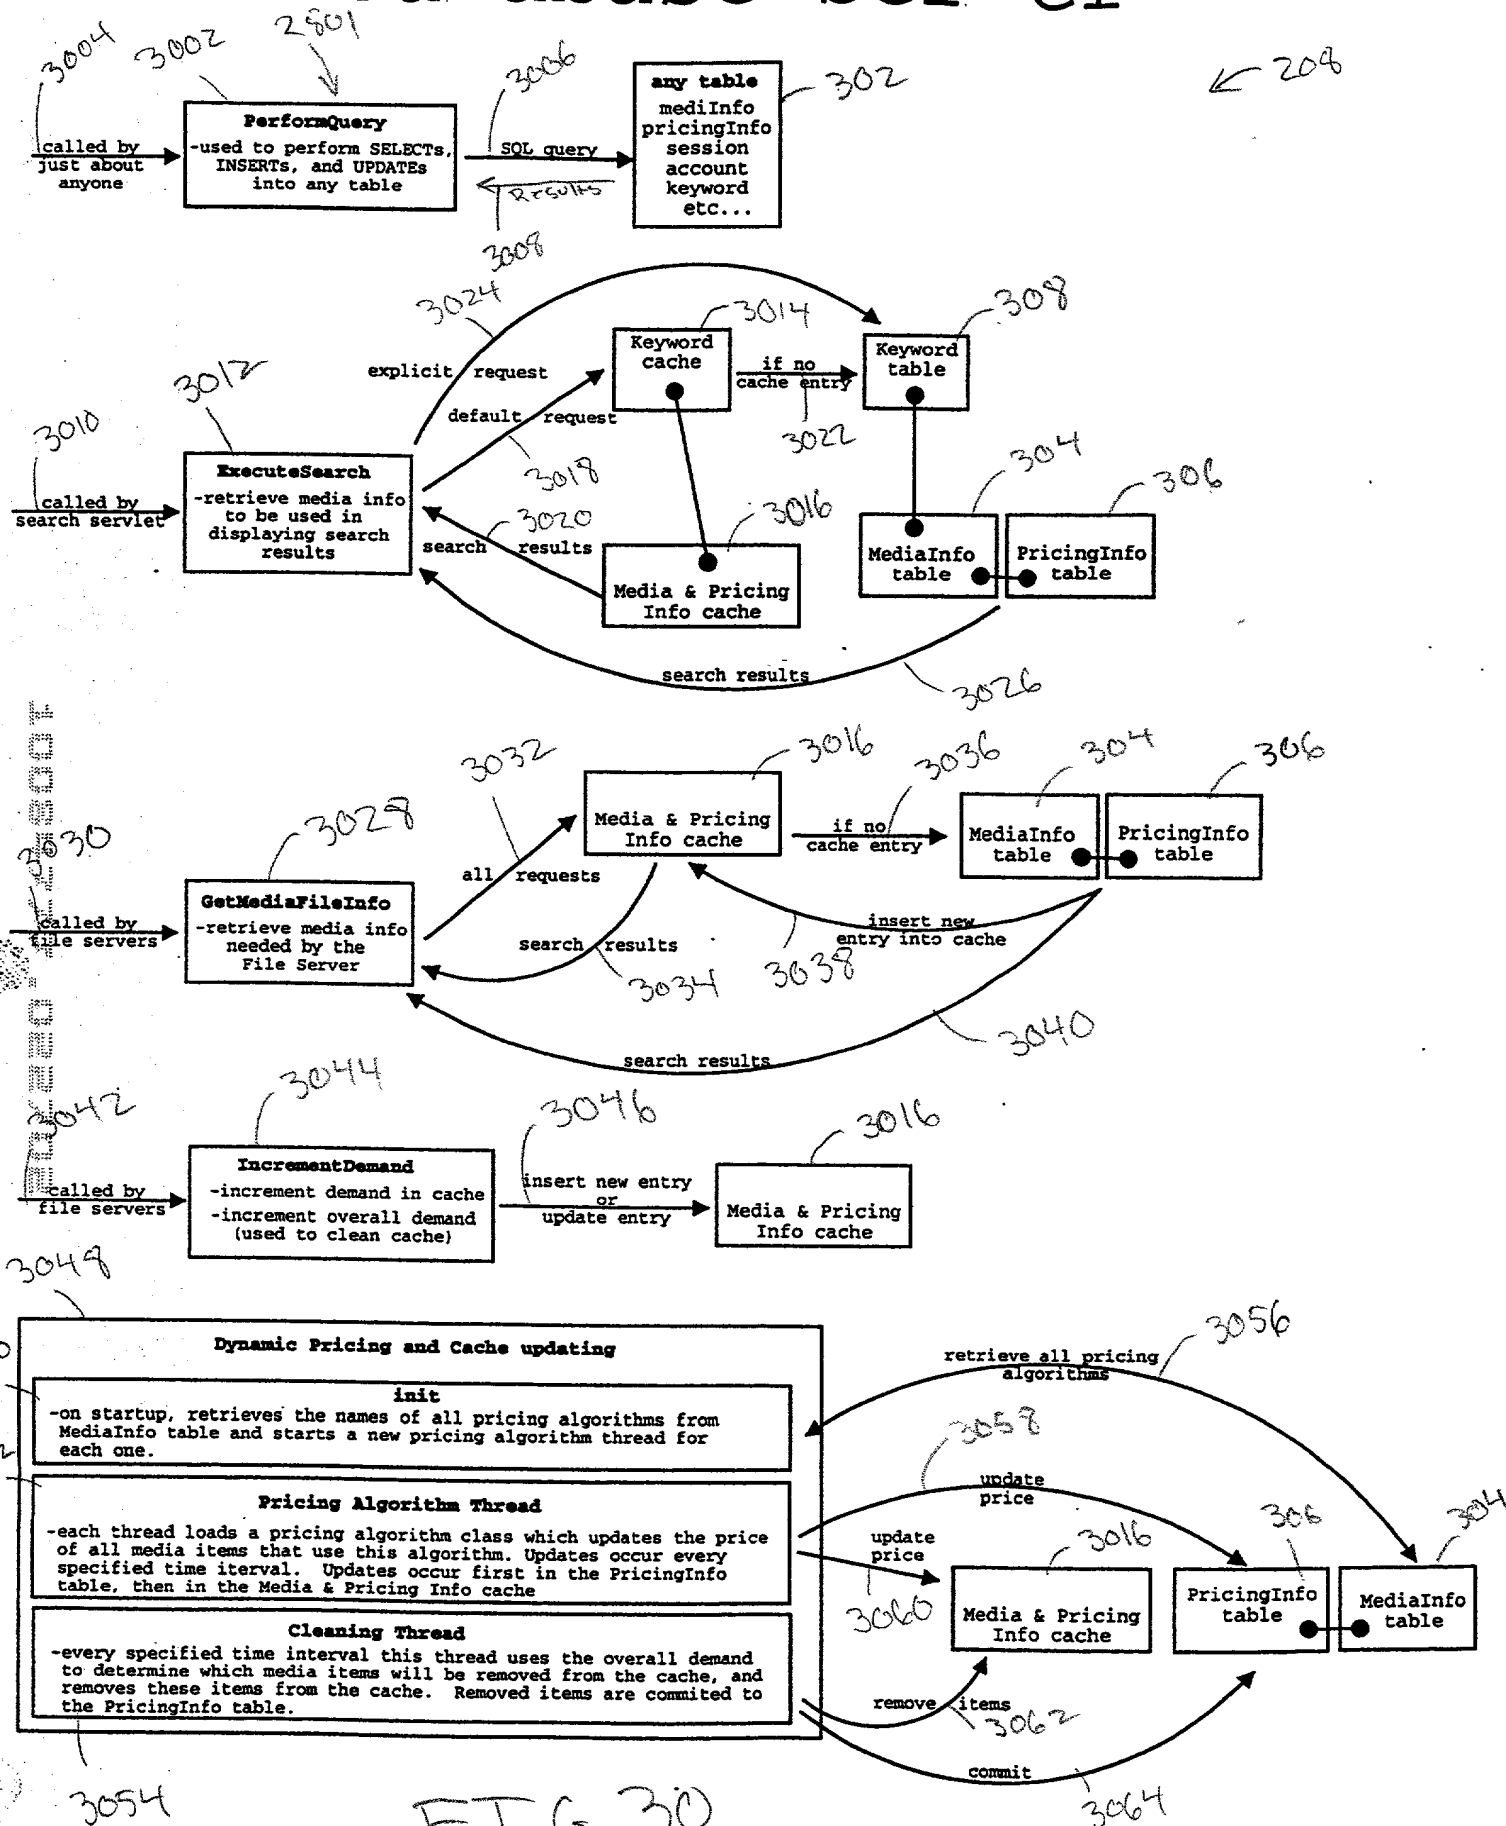 3004
3002
2801
3006
302
208
called by
just about
anyone
PerformQuery
-used to perform SELECTs,
INSERTs, and UPDATEs
into any table
SQL query
Results
3008
any table
mediInfo
pricingInfo
session
account
keyword
etc...
3024
3014
308
3012
explicit request
Keyword
cache
if no
cache entry
Keyword
table
default request
3022
3010
3018
304
306
called by
search servlet
ExecuteSearch
-retrieve media info
to be used in
displaying search
results
3020
search results
3016
Media & Pricing
Info cache
MediaInfo
table
PricingInfo
table
search results
3026
3032
3016
3036
304
306
3030
3028
Media & Pricing
Info cache
if no
cache entry
MediaInfo
table
PricingInfo
table
all requests
called by
file servers
GetMediaFileInfo
-retrieve media info
needed by the
File Server
search results
3034
insert new
entry into cache
3038
3040
search results
3042
3044
3046
3016
called by
file servers
IncrementDemand
-increment demand in cache
-increment overall demand
(used to clean cache)
insert new entry
or
update entry
Media & Pricing
Info cache
3048
Dynamic Pricing and Cache updating
init
-on startup, retrieves the names of all pricing algorithms from
MediaInfo table and starts a new pricing algorithm thread for
each one.
retrieve all pricing
algorithms
3056
3058
Pricing Algorithm Thread
-each thread loads a pricing algorithm class which updates the price
of all media items that use this algorithm. Updates occur every
specified time iterval. Updates occur first in the PricingInfo
table, then in the Media & Pricing Info cache
update
price
update
price
3060
3016
306
304
Media & Pricing
Info cache
PricingInfo
table
MediaInfo
table
Cleaning Thread
-every specified time interval this thread uses the overall demand
to determine which media items will be removed from the cache, and
removes these items from the cache. Removed items are commited to
the PricingInfo table.
remove items
3062
commit
3064
3054
FIG 30